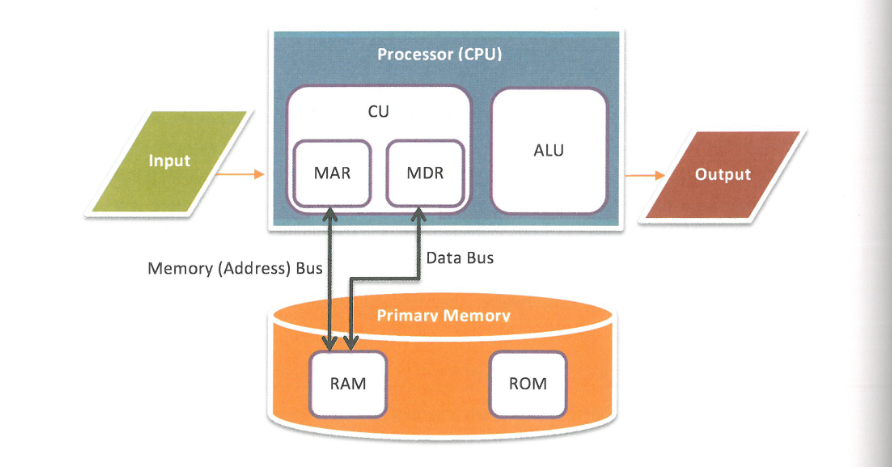 Processor (CPU)
CU
Input
MAR
MDR
ALU
Output
Memory (Address) Bus
Data Bus
Primary Memory
RAM
ROM